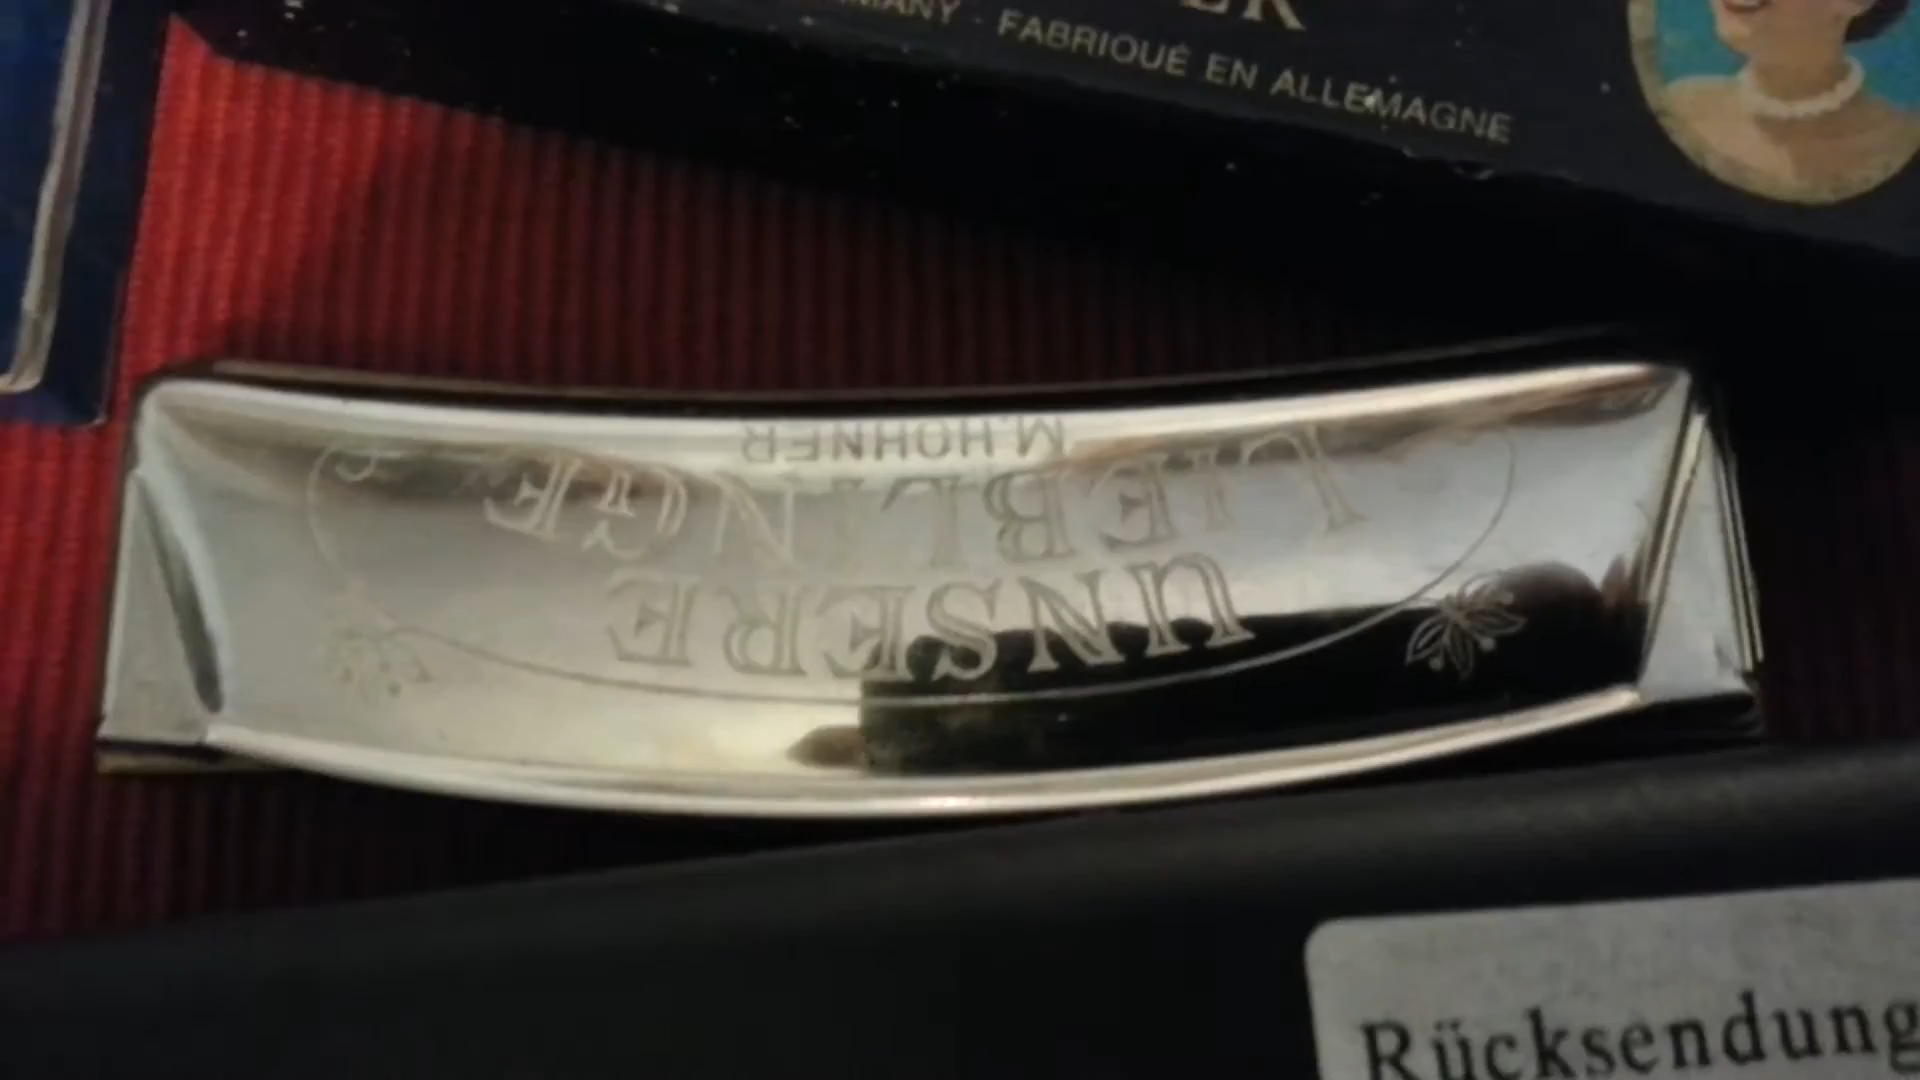 FABRIQUÉ EN ALLEMAGNE
UNSERE
LIEBLINGE
M.HOHNER
Rücksendung